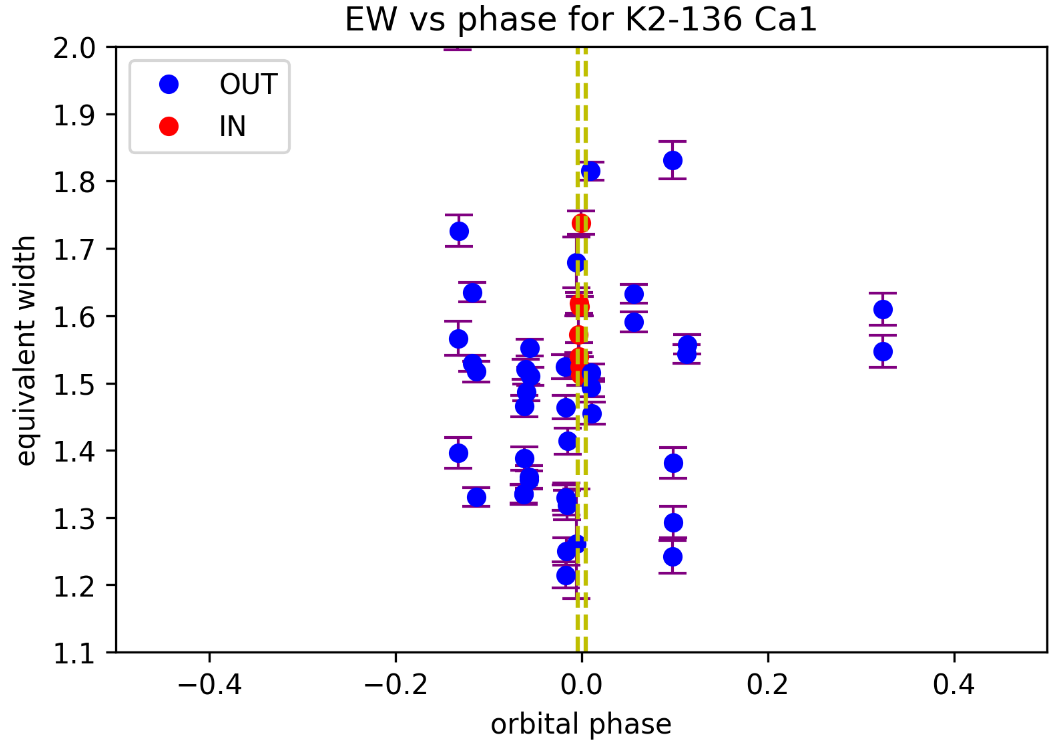 EW vs phase for K2-136 Ca1
OUT
IN
equivalent width
2.0
1.9
1.8
1.7
1.6
1.5
1.4
1.3
1.2
1.1
−0.4 −0.2 0.0 0.2 0.4
orbital phase